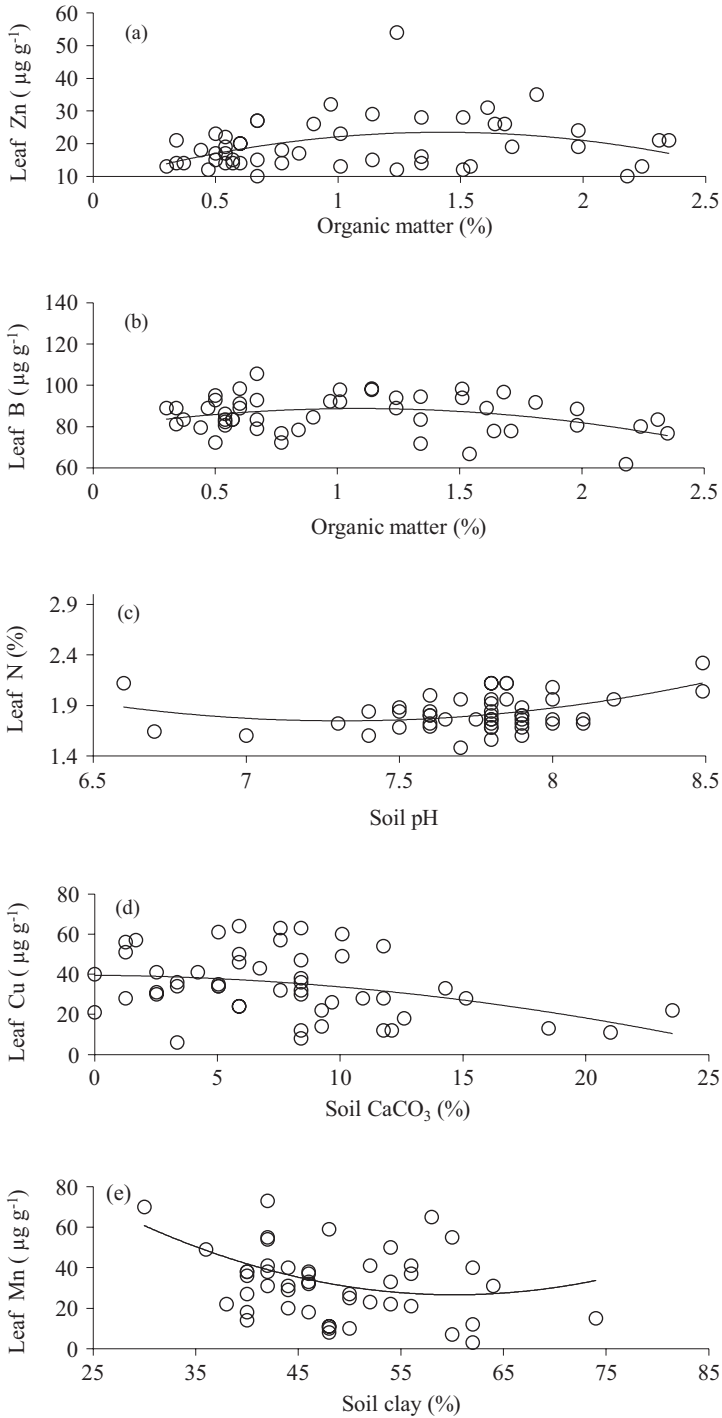 (a)
Leaf Zn ( µg g-1)
60
50
40
30
20
10
0 0.5 1 1.5 2 2.5
Organic matter (%)
(b)
Leaf B ( µg g-1)
140
120
100
80
60
0 0.5 1 1.5 2 2.5
Organic matter (%)
(c)
Leaf N (%)
2.9
2.4
1.9
1.4
6.5 7 7.5 8 8.5
Soil pH
(d)
Leaf Cu ( µg g-1)
80
60
40
20
0
0 5 10 15 20 25
Soil CaCO3 (%)
(e)
Leaf Mn ( µg g-1)
80
60
40
20
0
25 35 45 55 65 75 85
Soil clay (%)